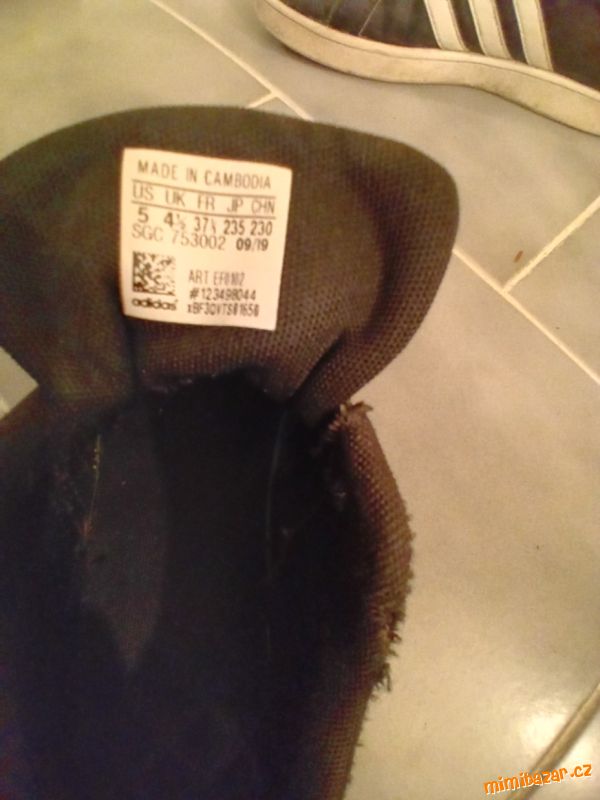 MADE IN CAMBODIA
US UK FR JP CHN
5 4½ 37⅓ 235 230
SGC 753002 09/19
ART EF0102
#123498044
adidas
mimibazar.cz